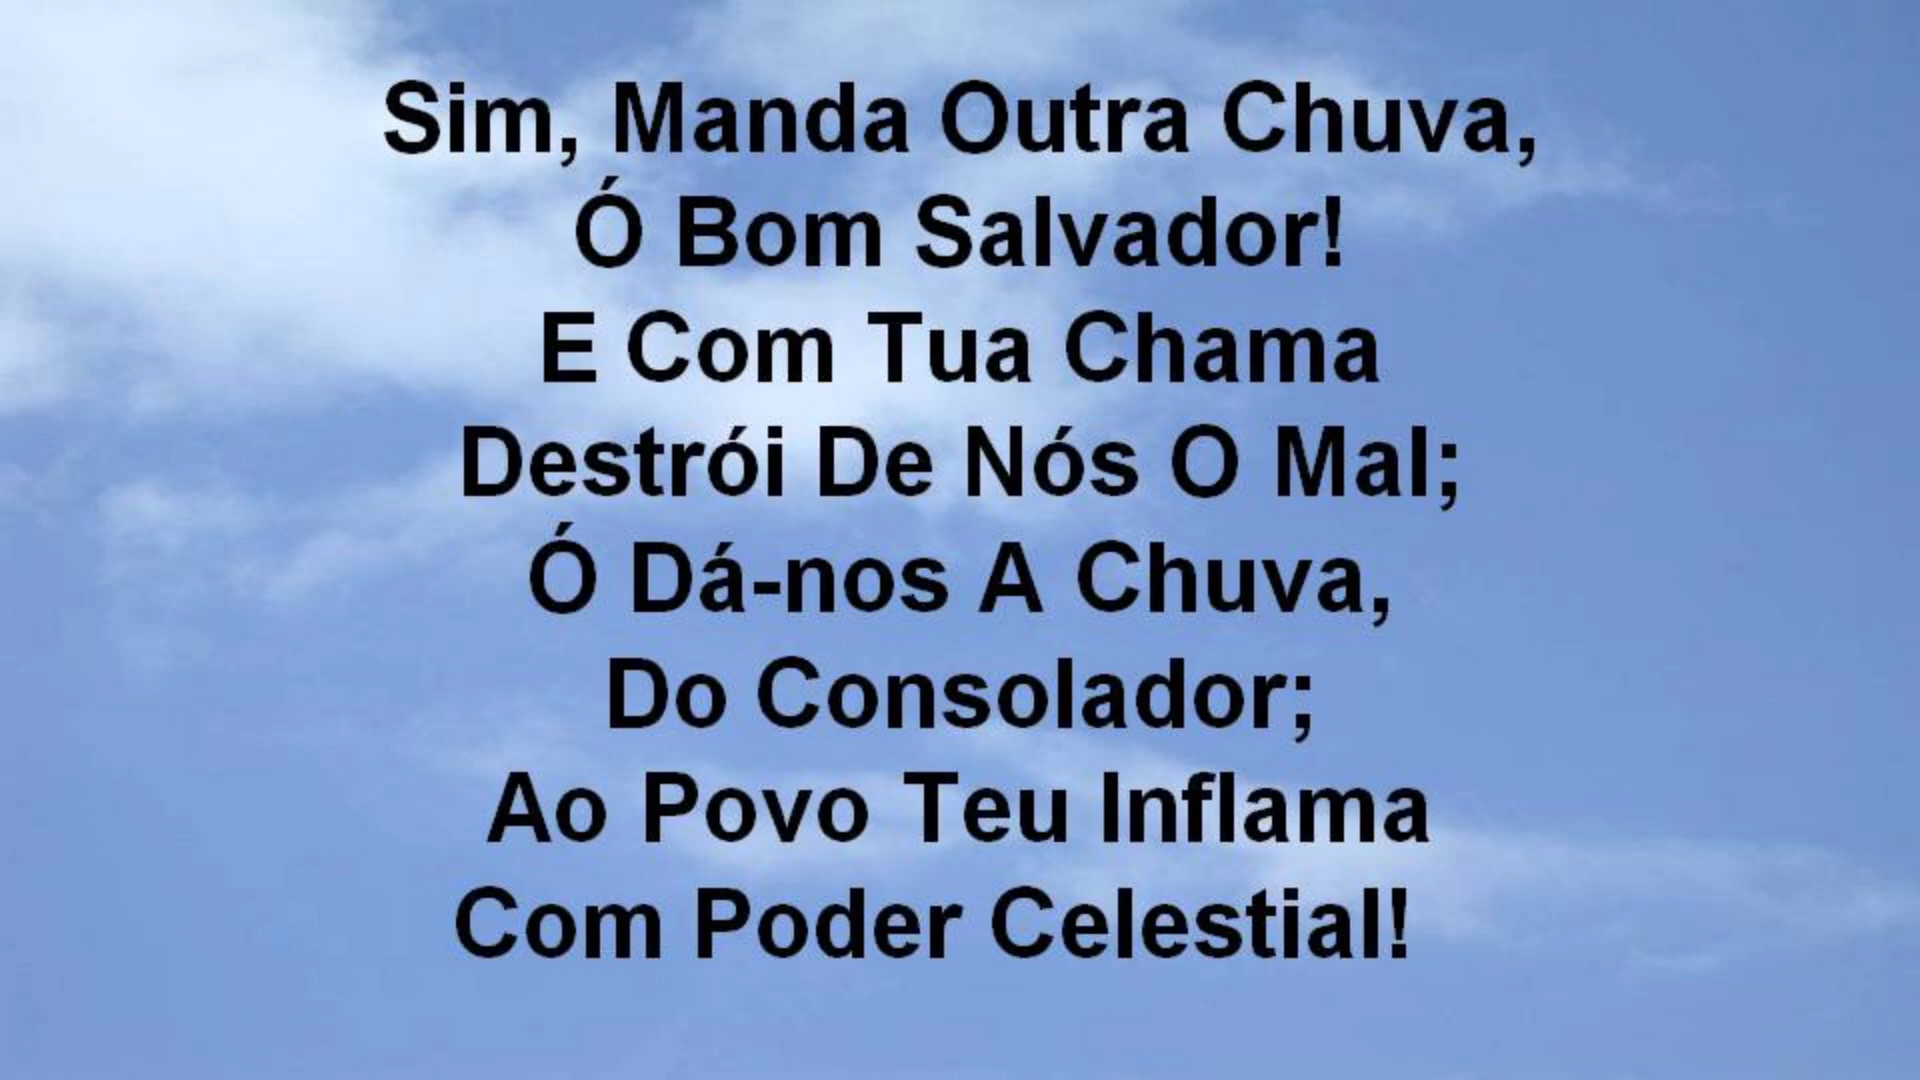 Sim, Manda Outra Chuva,
Ó Bom Salvador!
E Com Tua Chama
Destrói De Nós O Mal;
Ó Dá-nos A Chuva,
Do Consolador;
Ao Povo Teu Inflama
Com Poder Celestial!